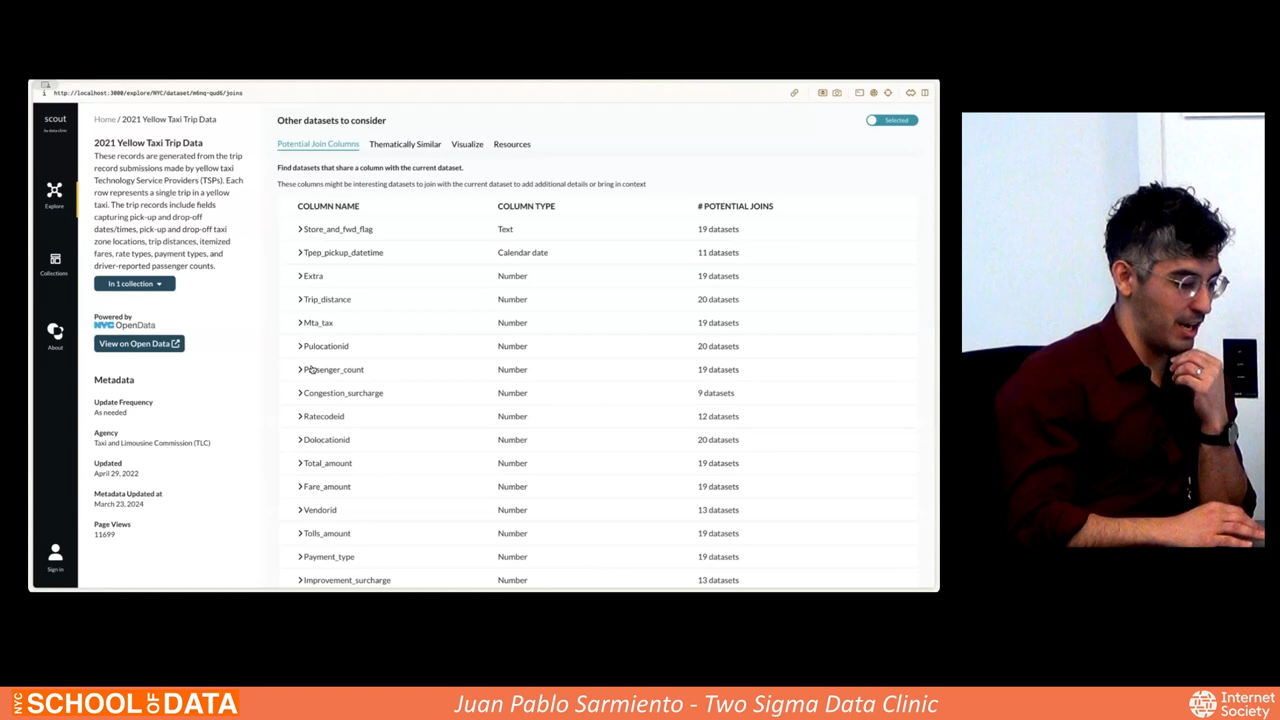 http://localhost:3000/explore/NYC/dataset/m6nq-qud6/joins
scout
by data clinic
Explore
Collections
About
Sign in
Home / 2021 Yellow Taxi Trip Data
2021 Yellow Taxi Trip Data
These records are generated from the trip
record submissions made by yellow taxi
Technology Service Providers (TSPs). Each
row represents a single trip in a yellow
taxi. The trip records include fields
capturing pick-up and drop-off
dates/times, pick-up and drop-off taxi
zone locations, trip distances, itemized
fares, rate types, payment types, and
driver-reported passenger counts.
In 1 collection
Powered by
NYC OpenData
View on Open Data
Metadata
Update Frequency
As needed
Agency
Taxi and Limousine Commission (TLC)
Updated
April 29, 2022
Metadata Updated at
March 23, 2024
Page Views
11699
Other datasets to consider
Selected
Potential Join Columns Thematically Similar Visualize Resources
Find datasets that share a column with the current dataset.
These columns might be interesting datasets to join with the current dataset to add additional details or bring in context
COLUMN NAME COLUMN TYPE # POTENTIAL JOINS
Store_and_fwd_flag Text 19 datasets
Tpep_pickup_datetime Calendar date 11 datasets
Extra Number 19 datasets
Trip_distance Number 20 datasets
Mta_tax Number 19 datasets
Pulocationid Number 20 datasets
Passenger_count Number 19 datasets
Congestion_surcharge Number 9 datasets
Ratecodeid Number 12 datasets
Dolocationid Number 20 datasets
Total_amount Number 19 datasets
Fare_amount Number 19 datasets
Vendorid Number 13 datasets
Tolls_amount Number 19 datasets
Payment_type Number 19 datasets
Improvement_surcharge Number 13 datasets
NYC SCHOOL OF DATA
Juan Pablo Sarmiento - Two Sigma Data Clinic
Internet
Society